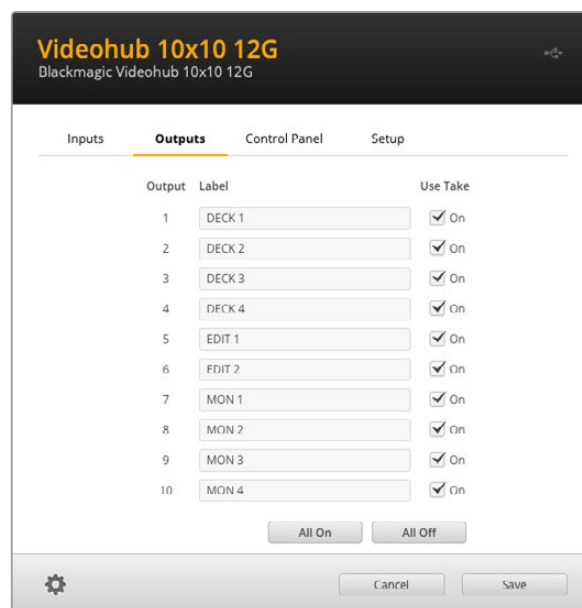 Videohub 10x10 12G
Blackmagic Videohub 10x10 12G
Inputs Outputs Control Panel Setup
Output Label Use Take
1 DECK 1 On
2 DECK 2 On
3 DECK 3 On
4 DECK 4 On
5 EDIT 1 On
6 EDIT 2 On
7 MON 1 On
8 MON 2 On
9 MON 3 On
10 MON 4 On
All On All Off
Cancel Save